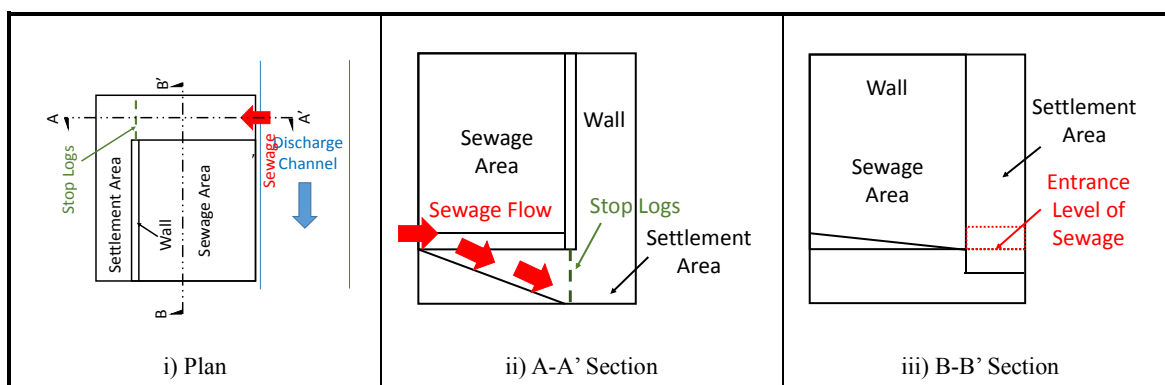 B'
A
A'
Stop Logs
Settlement Area
Wall
Sewage Area
Sewage
Discharge
Channel
B
i) Plan
Sewage
Area
Wall
Sewage Flow
Stop Logs
Settlement
Area
ii) A-A’ Section
Wall
Settlement
Area
Sewage
Area
Entrance
Level of
Sewage
iii) B-B’ Section